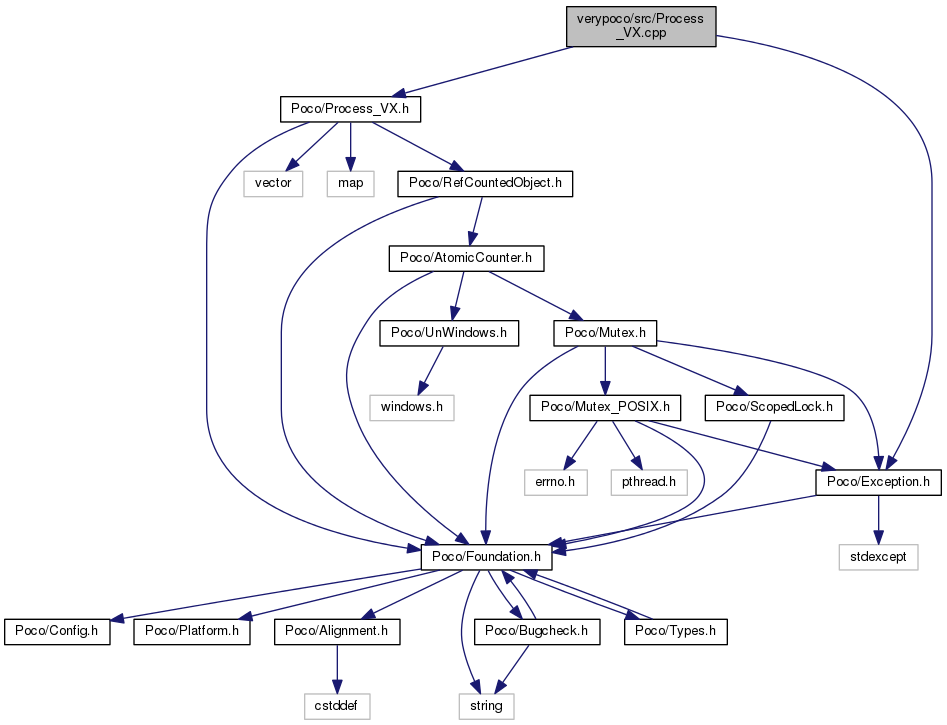 verypoco/src/Process
_VX.cpp
Poco/Process_VX.h
vector
map
Poco/RefCountedObject.h
Poco/AtomicCounter.h
Poco/UnWindows.h
Poco/Mutex.h
windows.h
Poco/Mutex_POSIX.h
Poco/ScopedLock.h
errno.h
pthread.h
Poco/Exception.h
Poco/Foundation.h
stdexcept
Poco/Config.h
Poco/Platform.h
Poco/Alignment.h
Poco/Bugcheck.h
Poco/Types.h
cstddef
string